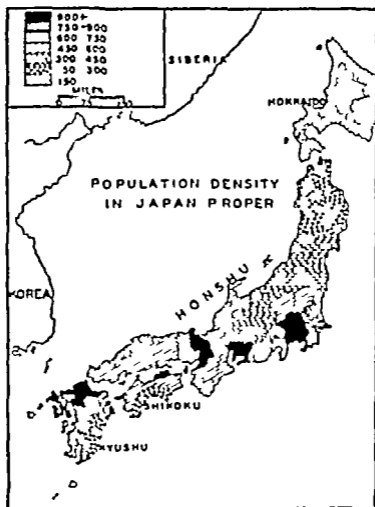 900+
750-900
600 750
450 600
300 450
50 300
150
MILES
SIBERIA
HOKKAIDO
POPULATION DENSITY
IN JAPAN PROPER
KOREA
HONSHU
SHIKOKU
KYUSHU